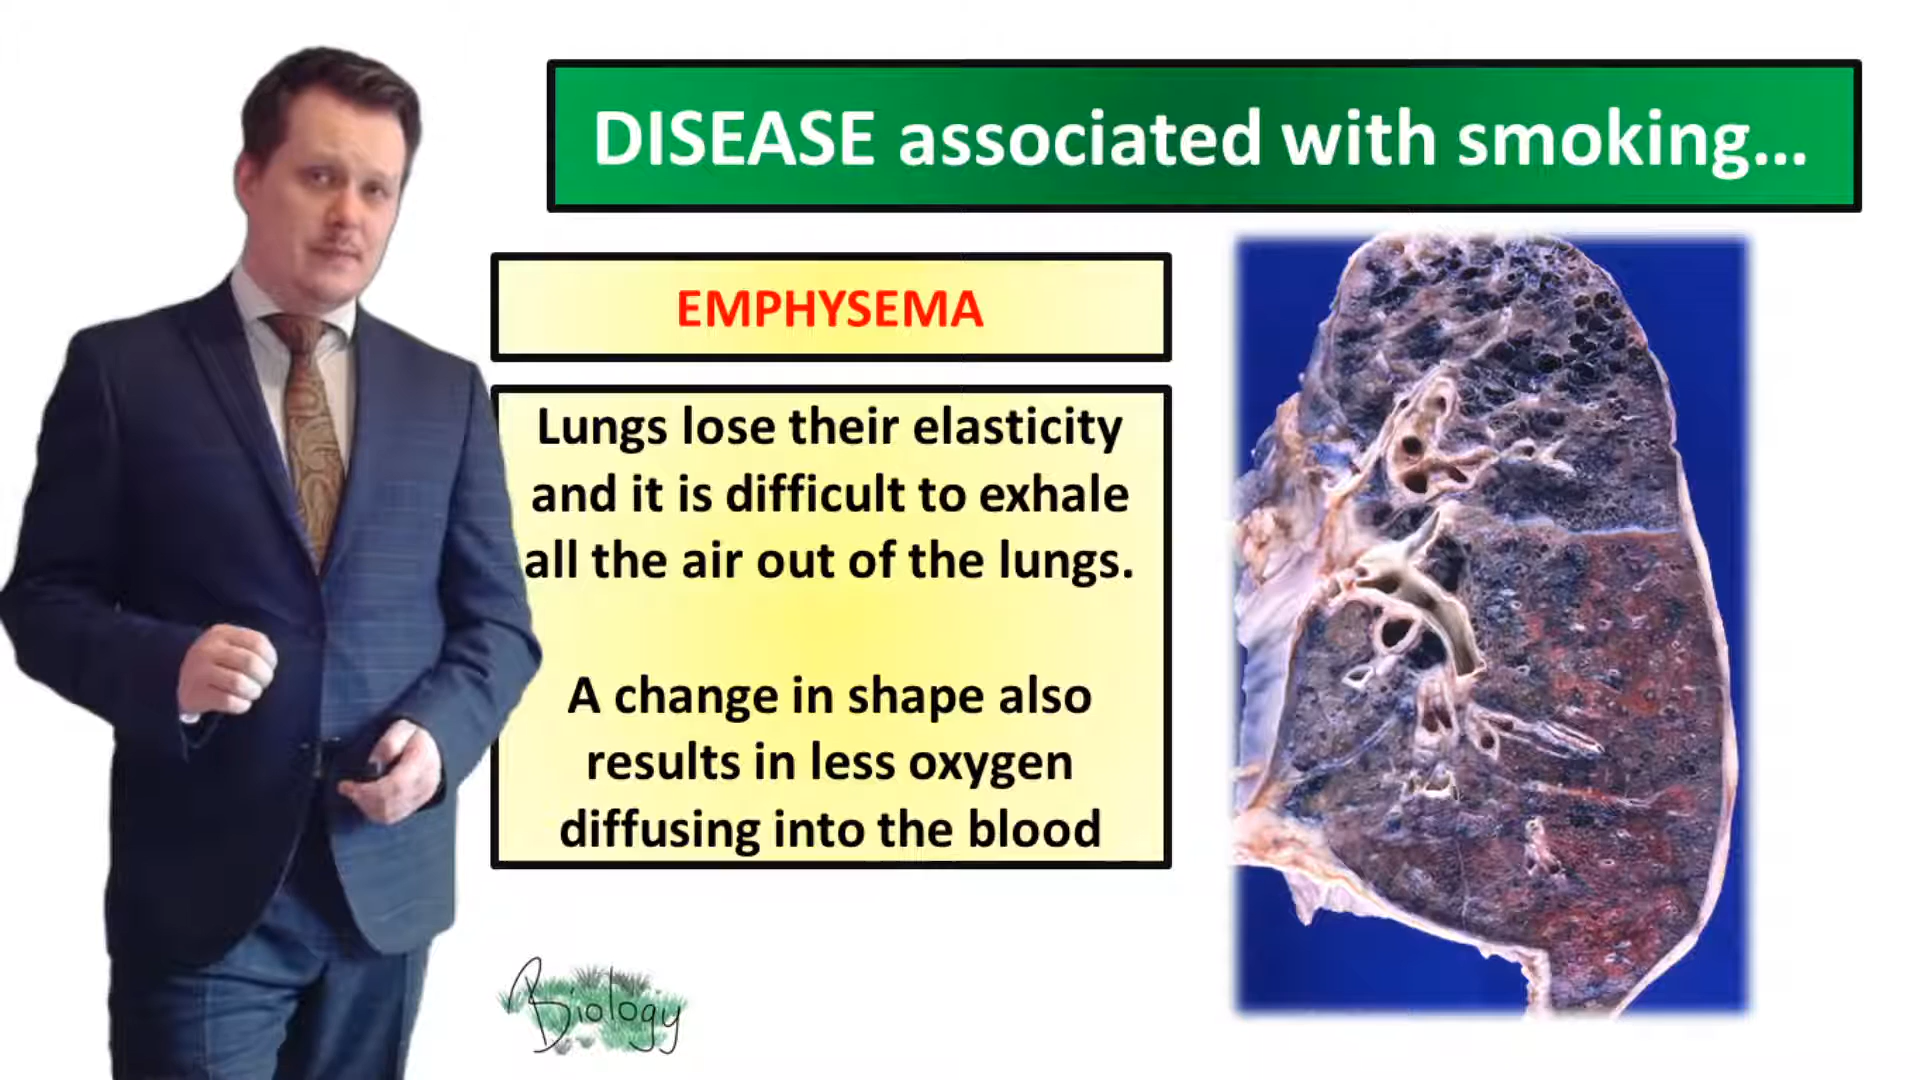 DISEASE associated with smoking...
EMPHYSEMA
Lungs lose their elasticity
and it is difficult to exhale
all the air out of the lungs.
A change in shape also
results in less oxygen
diffusing into the blood
Biology